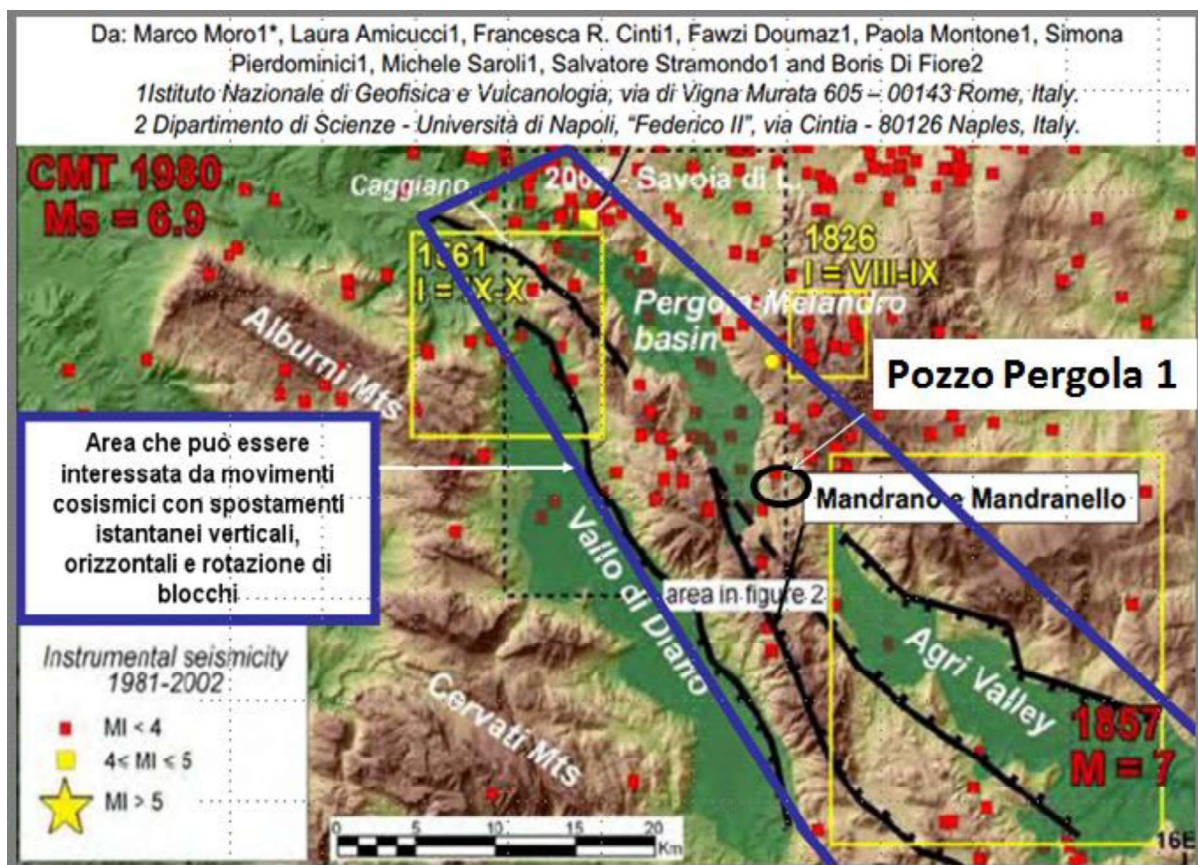 Da: Marco Moro1*, Laura Amicucci1, Francesca R. Cinti1, Fawzi Doumaz1, Paola Montone1, Simona
Pierdominici1, Michele Saroli1, Salvatore Stramondo1 and Boris Di Fiore2
1Istituto Nazionale di Geofisica e Vulcanologia, via di Vigna Murata 605 – 00143 Rome, Italy.
2 Dipartimento di Scienze - Università di Napoli, "Federico II", via Cintia - 80126 Naples, Italy.
CMT 1980
Ms = 6.9
Caggiano
- Savoia di L.
1561
I = IX-X
1826
I = VIII-IX
Pergola-Melandro
basin
Alburni Mts
Pozzo Pergola 1
Area che può essere
interessata da movimenti
cosismici con spostamenti
istantanei verticali,
orizzontali e rotazione di
blocchi
Mandrano e Mandranello
Vallo di Diano
area in figure 2
Agri Valley
Cervati Mts
1857
M = 7
Instrumental seismicity
1981-2002
Ml < 4
4≤ Ml ≤ 5
Ml > 5
0 5 10 15 20
Km
16E